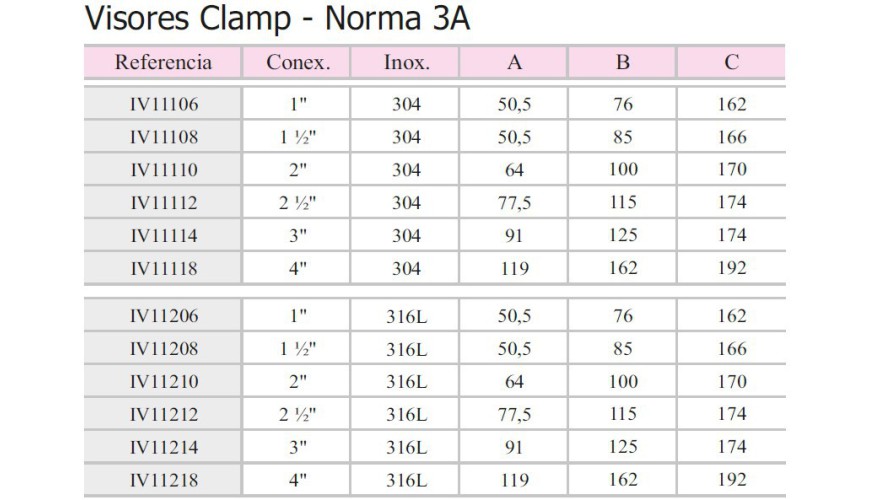 Visores Clamp - Norma 3A
Referencia Conex. Inox. A B C
IV11106 1" 304 50,5 76 162
IV11108 1 ½" 304 50,5 85 166
IV11110 2" 304 64 100 170
IV11112 2 ½" 304 77,5 115 174
IV11114 3" 304 91 125 174
IV11118 4" 304 119 162 192
IV11206 1" 316L 50,5 76 162
IV11208 1 ½" 316L 50,5 85 166
IV11210 2" 316L 64 100 170
IV11212 2 ½" 316L 77,5 115 174
IV11214 3" 316L 91 125 174
IV11218 4" 316L 119 162 192